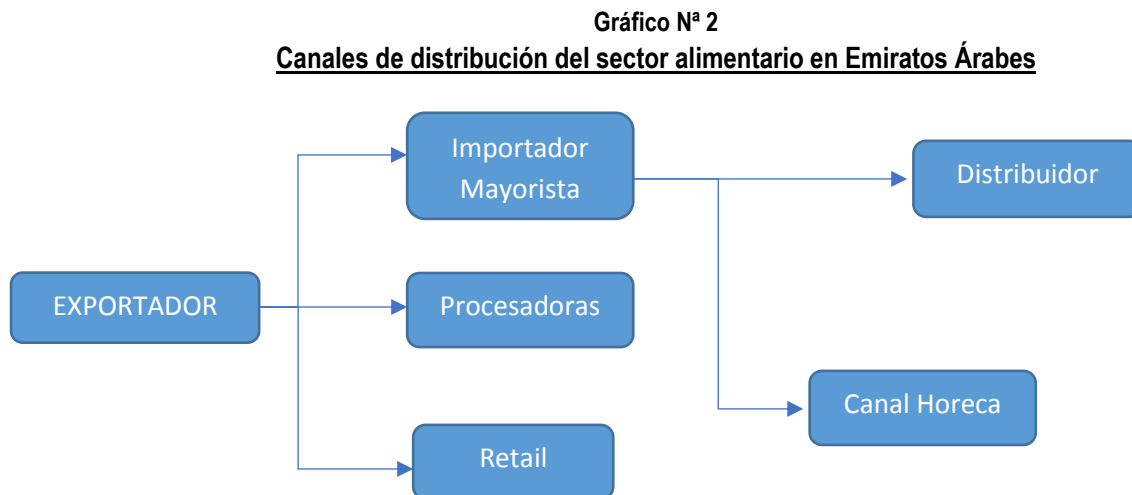 Gráfico Nª 2
Canales de distribución del sector alimentario en Emiratos Árabes
Importador
Mayorista
Distribuidor
EXPORTADOR
Procesadoras
Canal Horeca
Retail